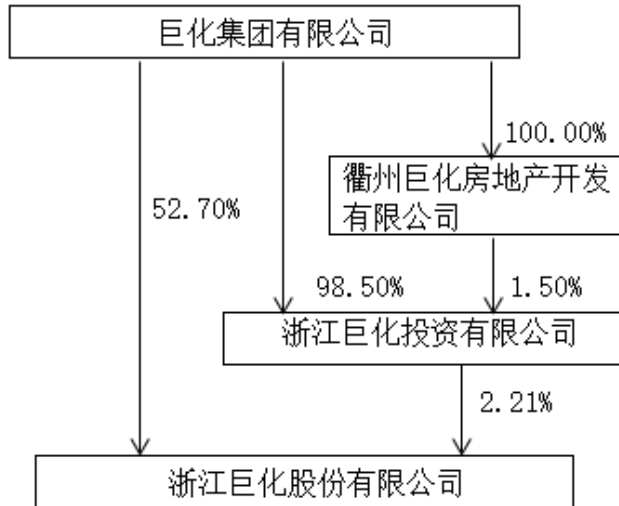 巨化集团有限公司
100.00%
衢州巨化房地产开发
有限公司
52.70%
98.50%
1.50%
浙江巨化投资有限公司
2.21%
浙江巨化股份有限公司